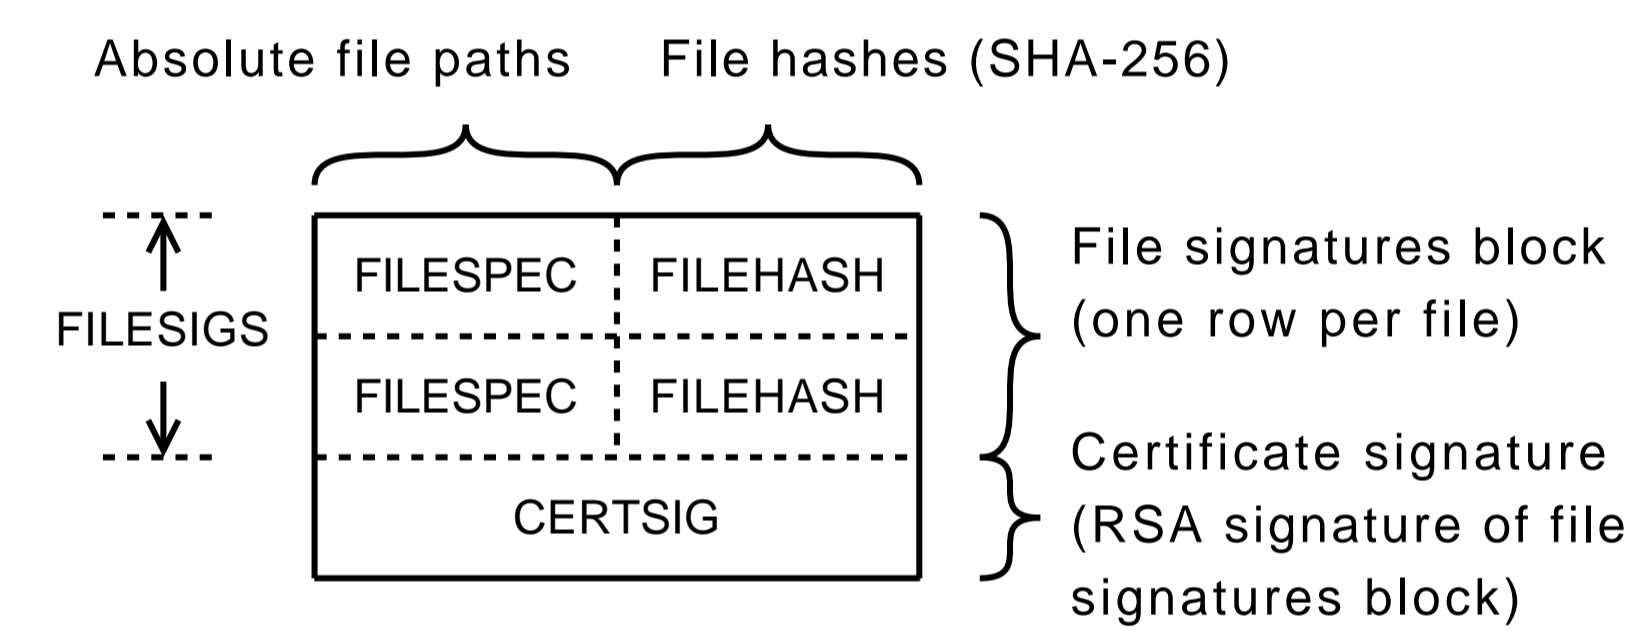 Absolute file paths File hashes (SHA-256)
FILESPEC FILEHASH
FILESIGS
FILESPEC FILEHASH
CERTSIG
File signatures block
(one row per file)
Certificate signature
(RSA signature of file
signatures block)